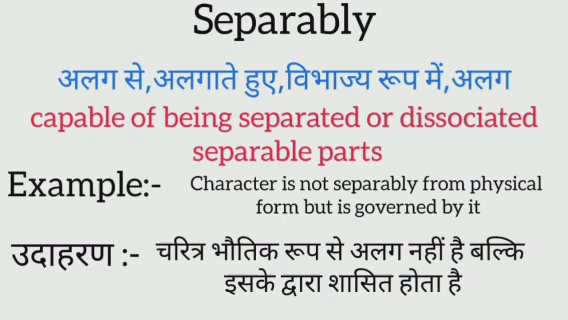 Separably
अलग से,अलगाते हुए,विभाज्य रूप में,अलग
capable of being separated or dissociated
separable parts
Example:- Character is not separably from physical
form but is governed by it
उदाहरण :- चरित्र भौतिक रूप से अलग नहीं है बल्कि
इसके द्वारा शासित होता है